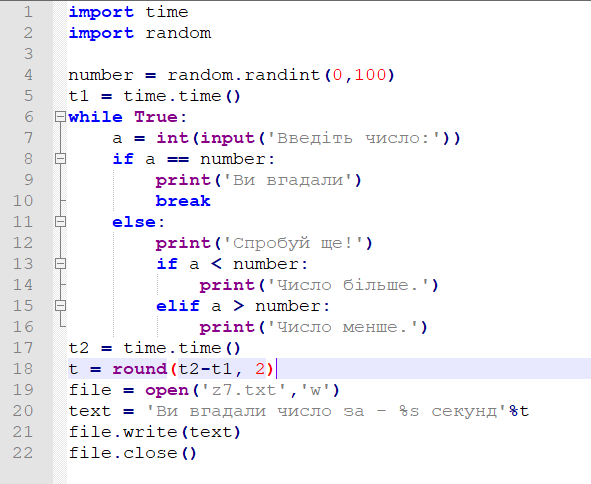 1 import time
2 import random
3
4 number = random.randint(0,100)
5 t1 = time.time()
6 while True:
7     a = int(input('Введіть число:'))
8     if a == number:
9         print('Ви вгадали')
10         break
11     else:
12         print('Спробуй ще!')
13         if a < number:
14             print('Число більше.')
15         elif a > number:
16             print('Число менше.')
17 t2 = time.time()
18 t = round(t2-t1, 2)
19 file = open('z7.txt','w')
20 text = 'Ви вгадали число за - %s секунд'%t
21 file.write(text)
22 file.close()